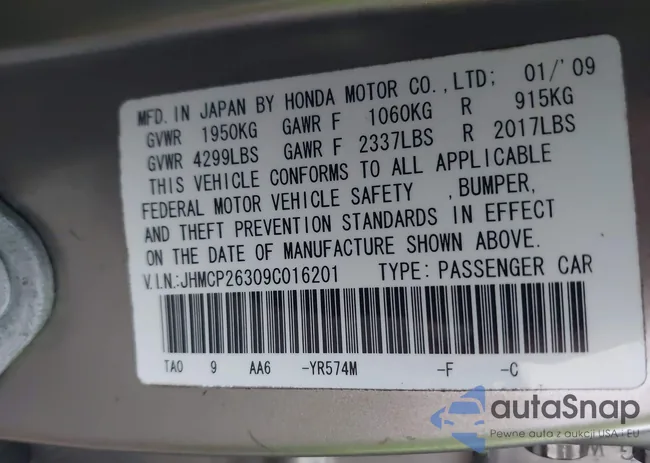 MFD. IN JAPAN BY HONDA MOTOR CO.,LTD; 01/'09
GVWR 1950KG GAWR F 1060KG R 915KG
GVWR 4299LBS GAWR F 2337LBS R 2017LBS
THIS VEHICLE CONFORMS TO ALL APPLICABLE
FEDERAL MOTOR VEHICLE SAFETY ,BUMPER,
AND THEFT PREVENTION STANDARDS IN EFFECT
ON THE DATE OF MANUFACTURE SHOWN ABOVE.
V.I.N.:JHMCP26309C016201 TYPE: PASSENGER CAR
TA0 9 AA6 -YR574M -F -C
autaSnap
Pewne auta z aukcji USA i EU